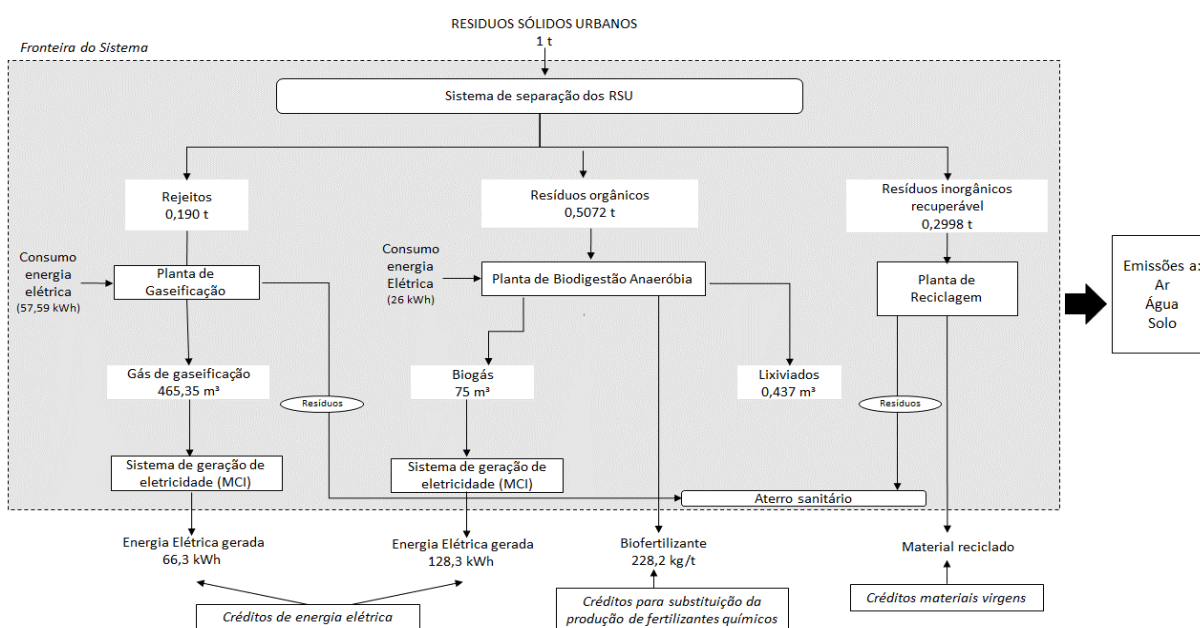 RESIDUOS SÓLIDOS URBANOS
1 t
Fronteira do Sistema
Sistema de separação dos RSU
Rejeitos
0,190 t
Resíduos orgânicos
0,5072 t
Resíduos inorgânicos
recuperável
0,2998 t
Consumo
energia
elétrica
(57,59 kWh)
Planta de
Gaseificação
Consumo
energia
Elétrica
(26 kWh)
Planta de Biodigestão Anaeróbia
Planta de
Reciclagem
Emissões a:
Ar
Água
Solo
Gás de gaseificação
465,35 m³
Resíduos
Biogás
75 m³
Lixiviados
0,437 m³
Resíduos
Sistema de geração de
eletricidade (MCI)
Sistema de geração de
eletricidade (MCI)
Aterro sanitário
Energia Elétrica gerada
66,3 kWh
Energia Elétrica gerada
128,3 kWh
Biofertilizante
228,2 kg/t
Material reciclado
Créditos de energia elétrica
Créditos para substituição da
produção de fertilizantes químicos
Créditos materiais virgens